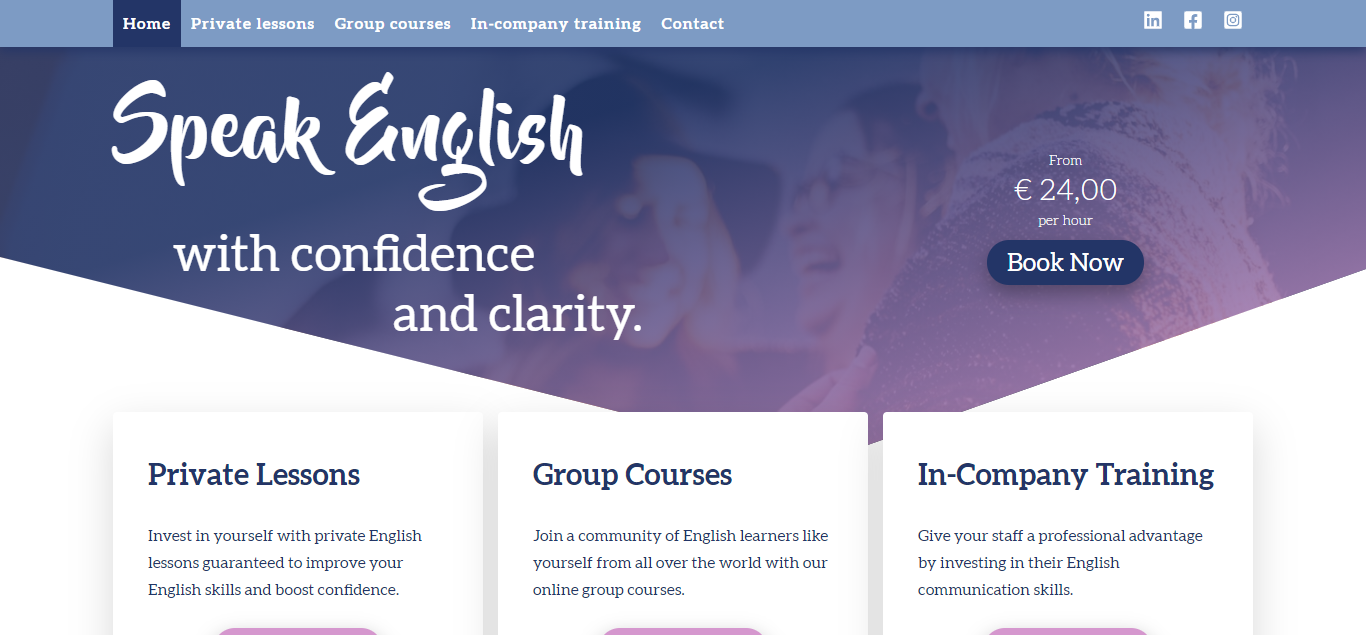 Home Private lessons Group courses In-company training Contact
Speak English
with confidence
and clarity.
From
€ 24,00
per hour
Book Now
Private Lessons
Invest in yourself with private English
lessons guaranteed to improve your
English skills and boost confidence.
Group Courses
Join a community of English learners like
yourself from all over the world with our
online group courses.
In-Company Training
Give your staff a professional advantage
by investing in their English
communication skills.